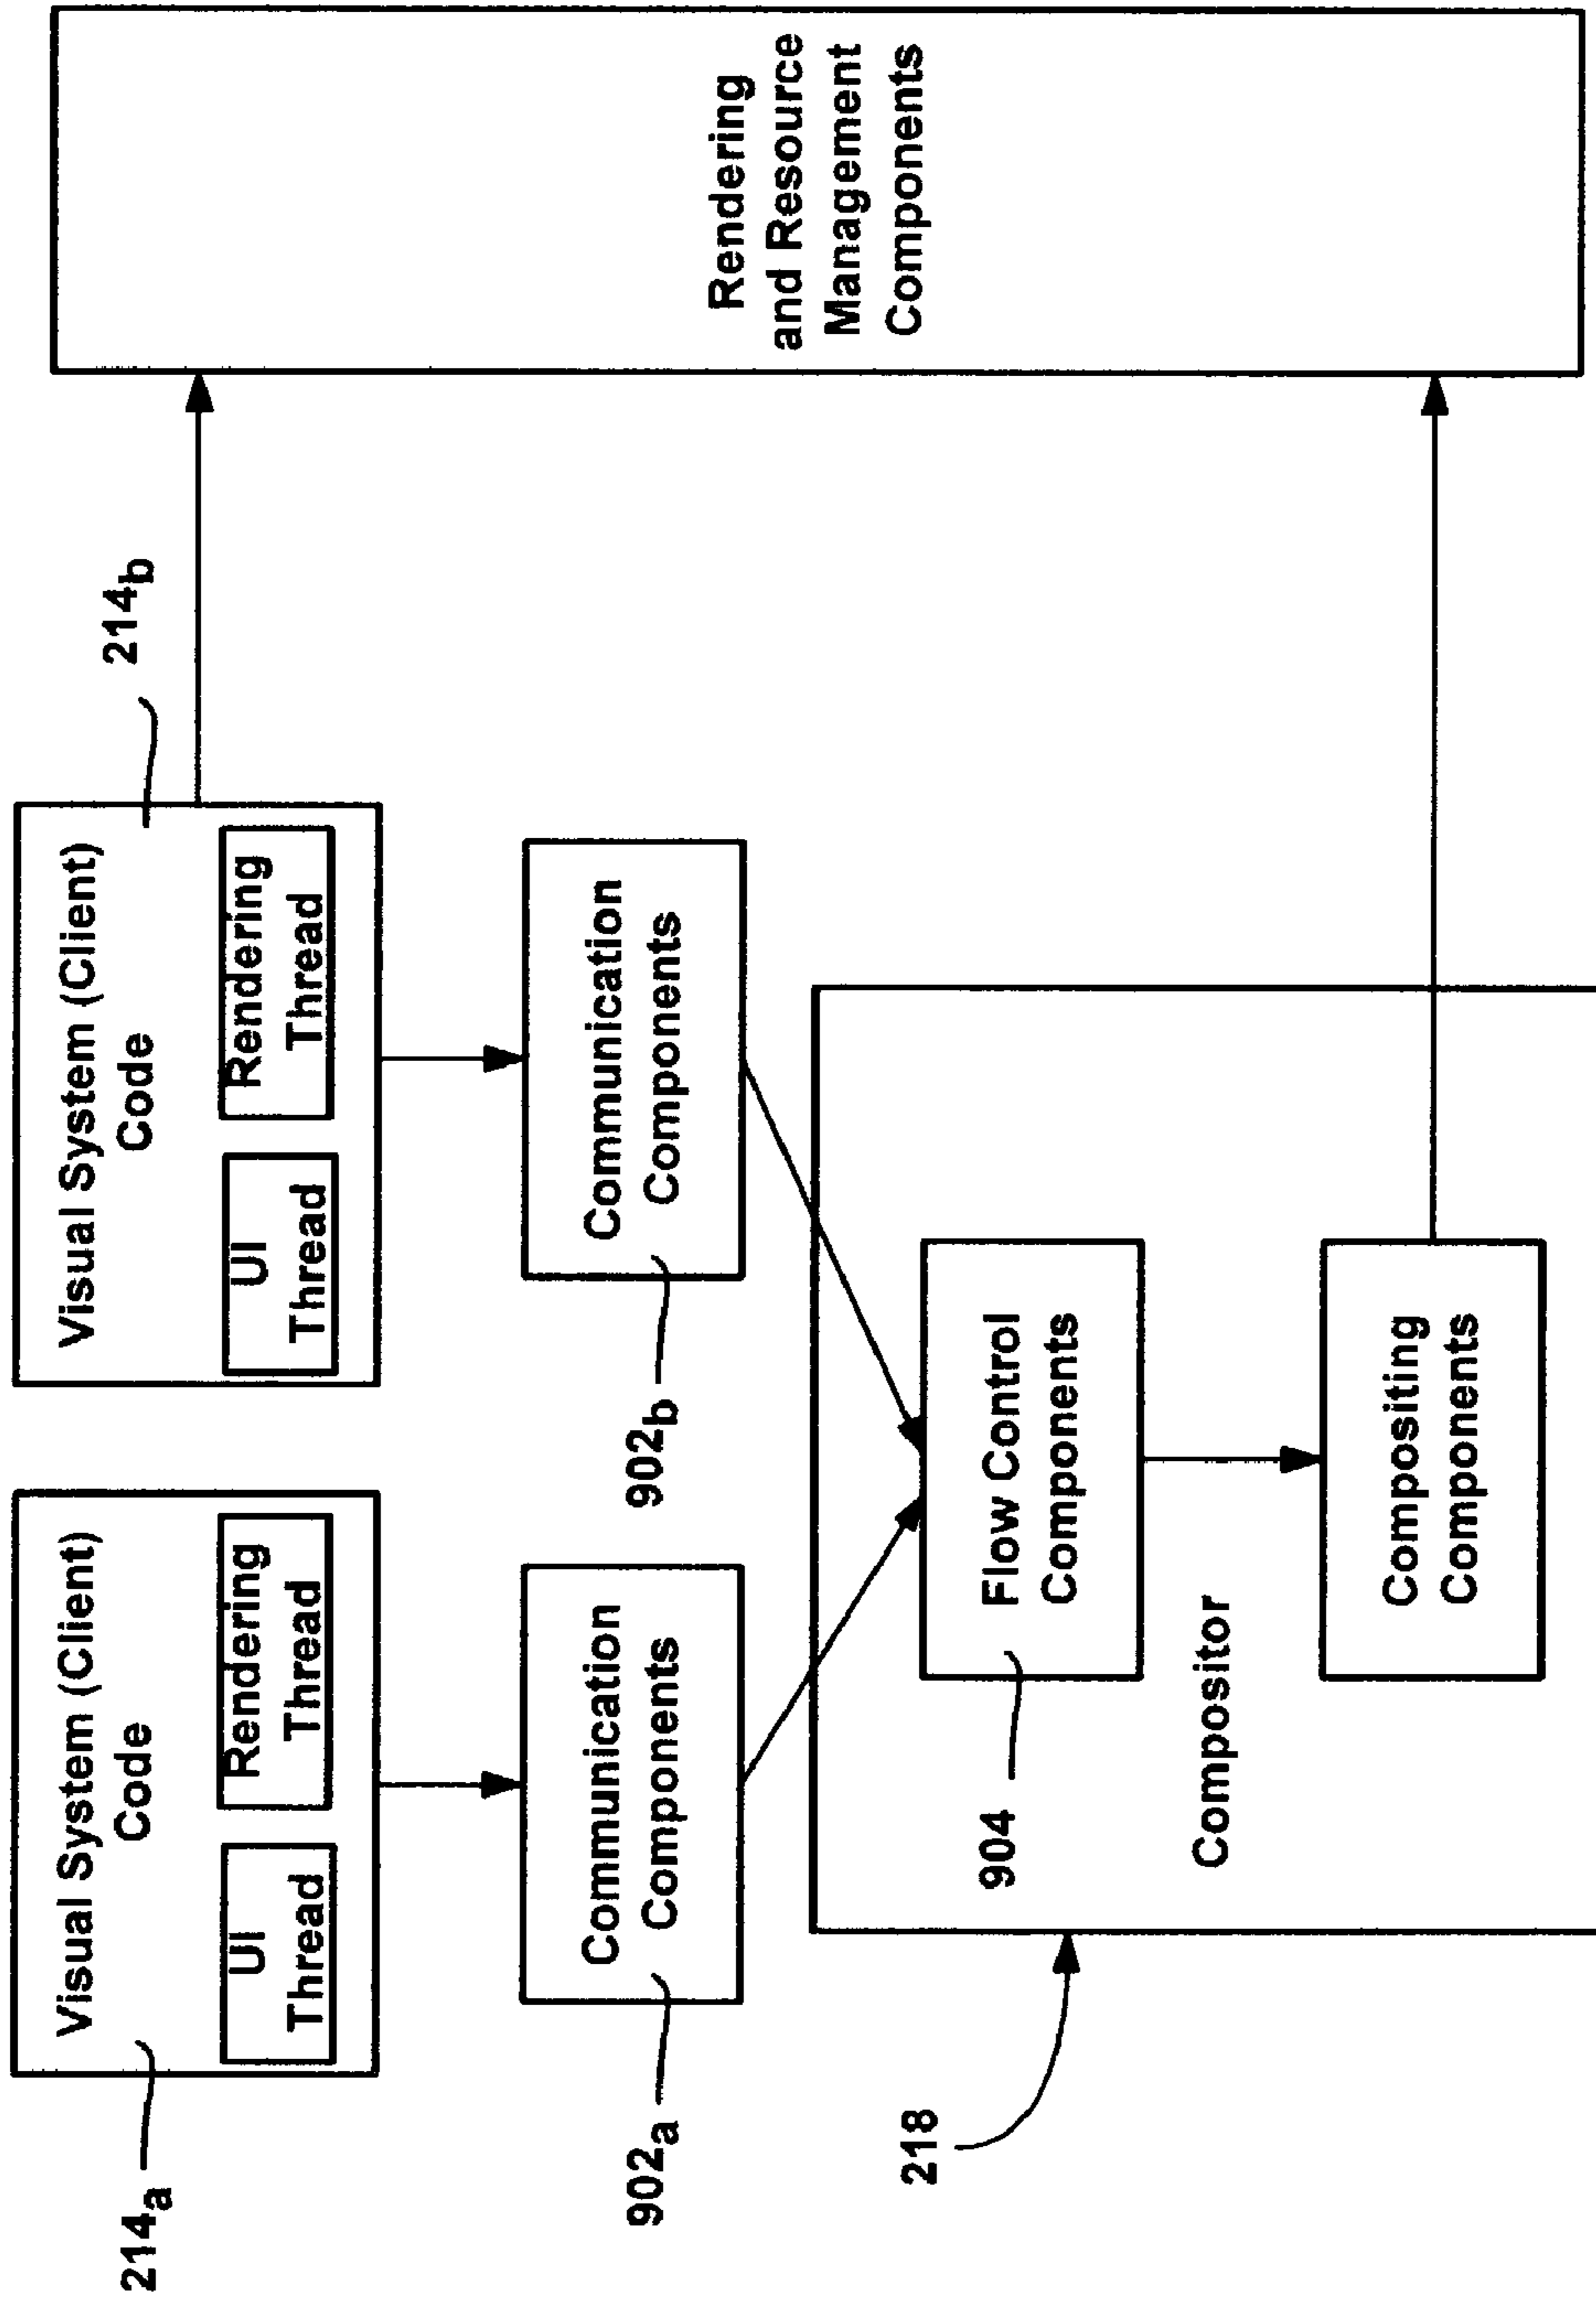 214a
Visual System (Client)
Code
UI
Thread
Rendering
Thread
214b
Visual System (Client)
Code
UI
Thread
Rendering
Thread
Rendering
and Resource
Management
Components
902a
Communication
Components
902b
Communication
Components
218
904
Flow Control
Components
Compositor
Compositing
Components